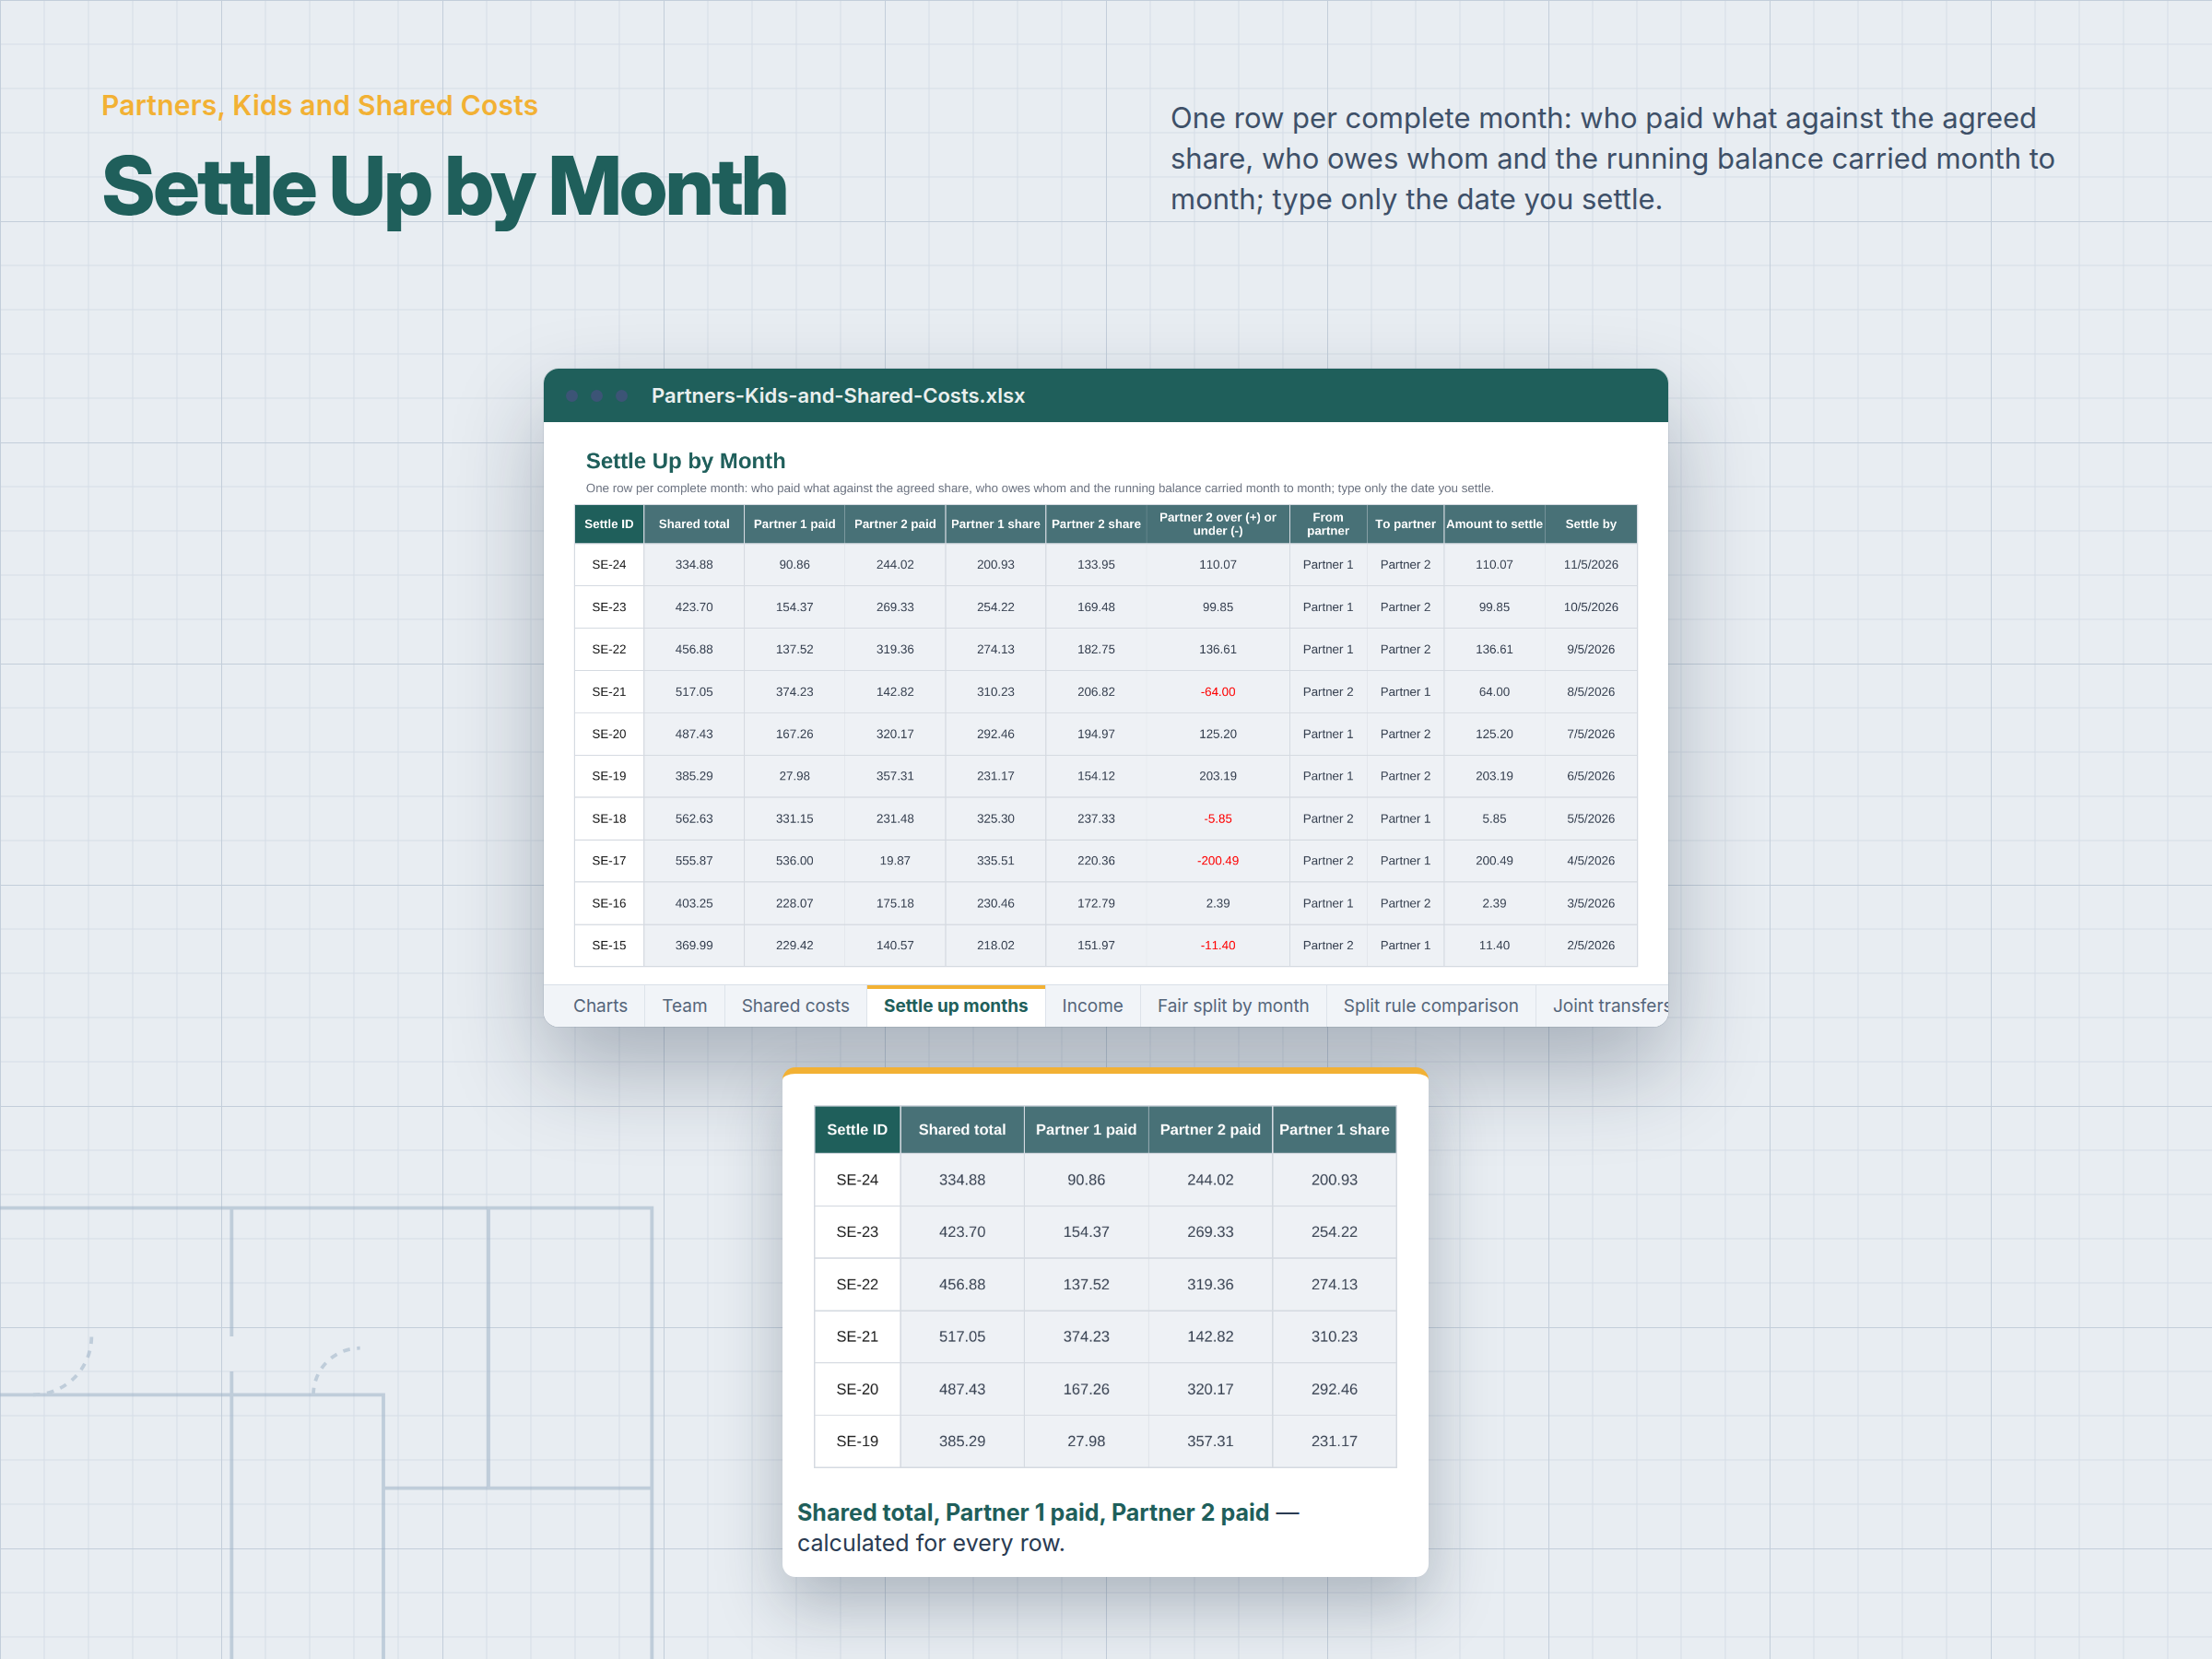 Partners, Kids and Shared Costs
Settle Up by Month
One row per complete month: who paid what against the agreed
share, who owes whom and the running balance carried month to
month; type only the date you settle.
Partners-Kids-and-Shared-Costs.xlsx
Settle Up by Month
One row per complete month: who paid what against the agreed share, who owes whom and the running balance carried month to month; type only the date you settle.
Settle ID Shared total Partner 1 paid Partner 2 paid Partner 1 share Partner 2 share Partner 2 over (+) or under (-) From partner To partner Amount to settle Settle by
SE-24 334.88 90.86 244.02 200.93 133.95 110.07 Partner 1 Partner 2 110.07 11/5/2026
SE-23 423.70 154.37 269.33 254.22 169.48 99.85 Partner 1 Partner 2 99.85 10/5/2026
SE-22 456.88 137.52 319.36 274.13 182.75 136.61 Partner 1 Partner 2 136.61 9/5/2026
SE-21 517.05 374.23 142.82 310.23 206.82 -64.00 Partner 2 Partner 1 64.00 8/5/2026
SE-20 487.43 167.26 320.17 292.46 194.97 125.20 Partner 1 Partner 2 125.20 7/5/2026
SE-19 385.29 27.98 357.31 231.17 154.12 203.19 Partner 1 Partner 2 203.19 6/5/2026
SE-18 562.63 331.15 231.48 325.30 237.33 -5.85 Partner 2 Partner 1 5.85 5/5/2026
SE-17 555.87 536.00 19.87 335.51 220.36 -200.49 Partner 2 Partner 1 200.49 4/5/2026
SE-16 403.25 228.07 175.18 230.46 172.79 2.39 Partner 1 Partner 2 2.39 3/5/2026
SE-15 369.99 229.42 140.57 218.02 151.97 -11.40 Partner 2 Partner 1 11.40 2/5/2026
Charts Team Shared costs Settle up months Income Fair split by month Split rule comparison Joint transfers
Settle ID Shared total Partner 1 paid Partner 2 paid Partner 1 share
SE-24 334.88 90.86 244.02 200.93
SE-23 423.70 154.37 269.33 254.22
SE-22 456.88 137.52 319.36 274.13
SE-21 517.05 374.23 142.82 310.23
SE-20 487.43 167.26 320.17 292.46
SE-19 385.29 27.98 357.31 231.17
Shared total, Partner 1 paid, Partner 2 paid —
calculated for every row.